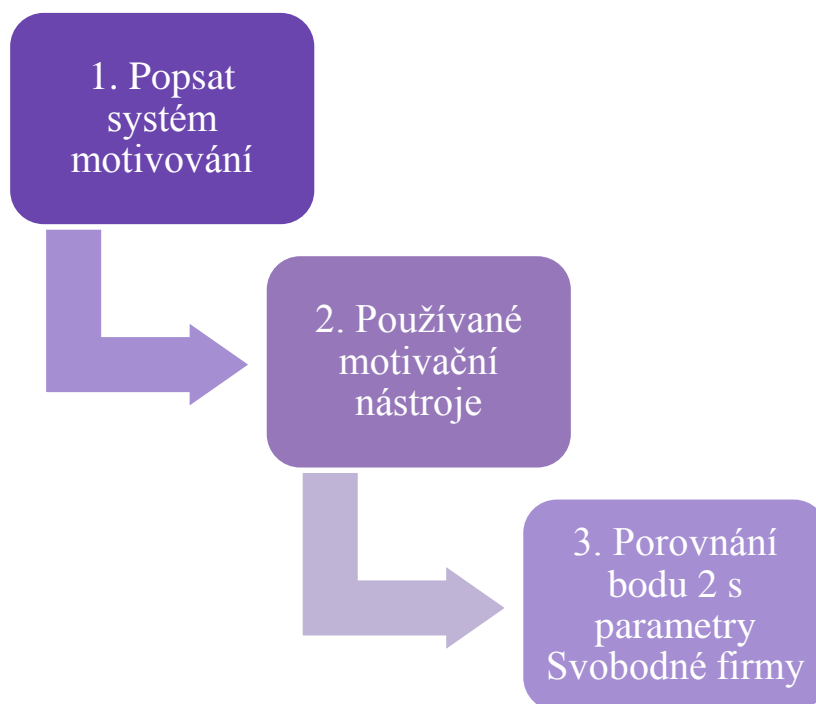 1. Popsat
systém
motivování
2. Používané
motivační
nástroje
3. Porovnání
bodu 2 s
parametry
Svobodné firmy